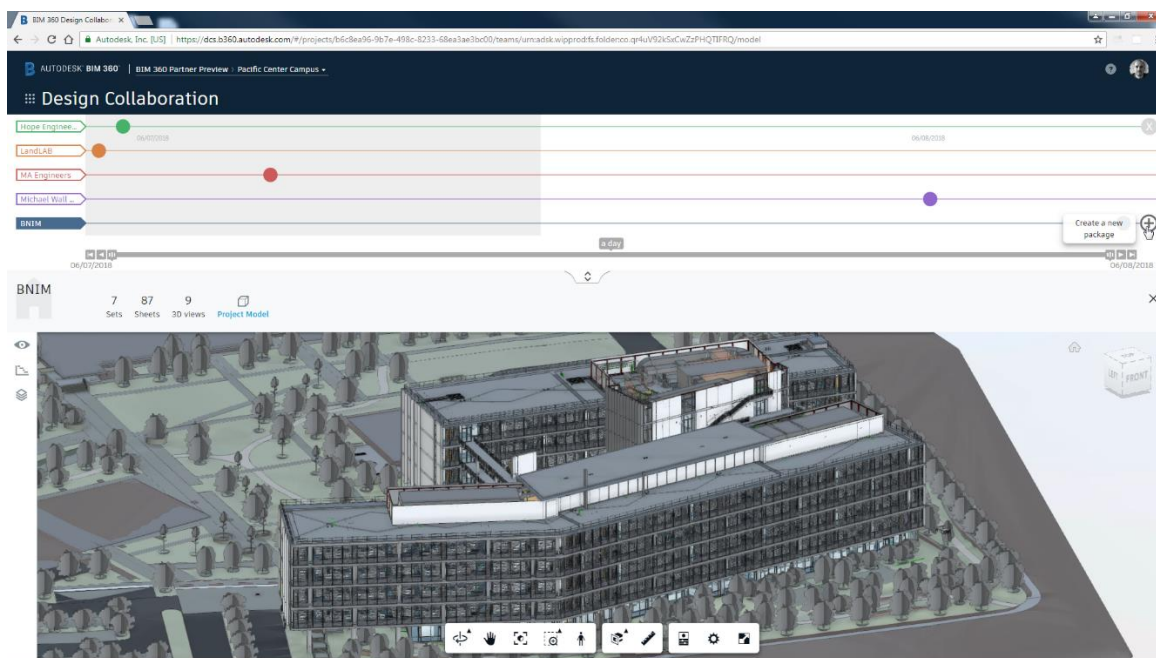 BIM 360 Design Collabor
Autodesk, Inc. [US] | https://dcs.b360.autodesk.com/#/projects/b6c8ea96-9b7e-498c-8233-68ea3ae3bc00/teams/urn:adsk.wipprod:fs.folder:co.qr4uV92kSxCwZzPHQTIFRQ/model
AUTODESK BIM 360 | BIM 360 Partner Preview › Pacific Center Campus
Design Collaboration
Hope Enginee...
06/07/2018
06/08/2018
X
LandLAB
MA Engineers
Michael Wall ...
BNIM
Create a new
package
a day
06/07/2018
06/08/2018
BNIM
7 87 9
Sets Sheets 3D views Project Model
FRONT